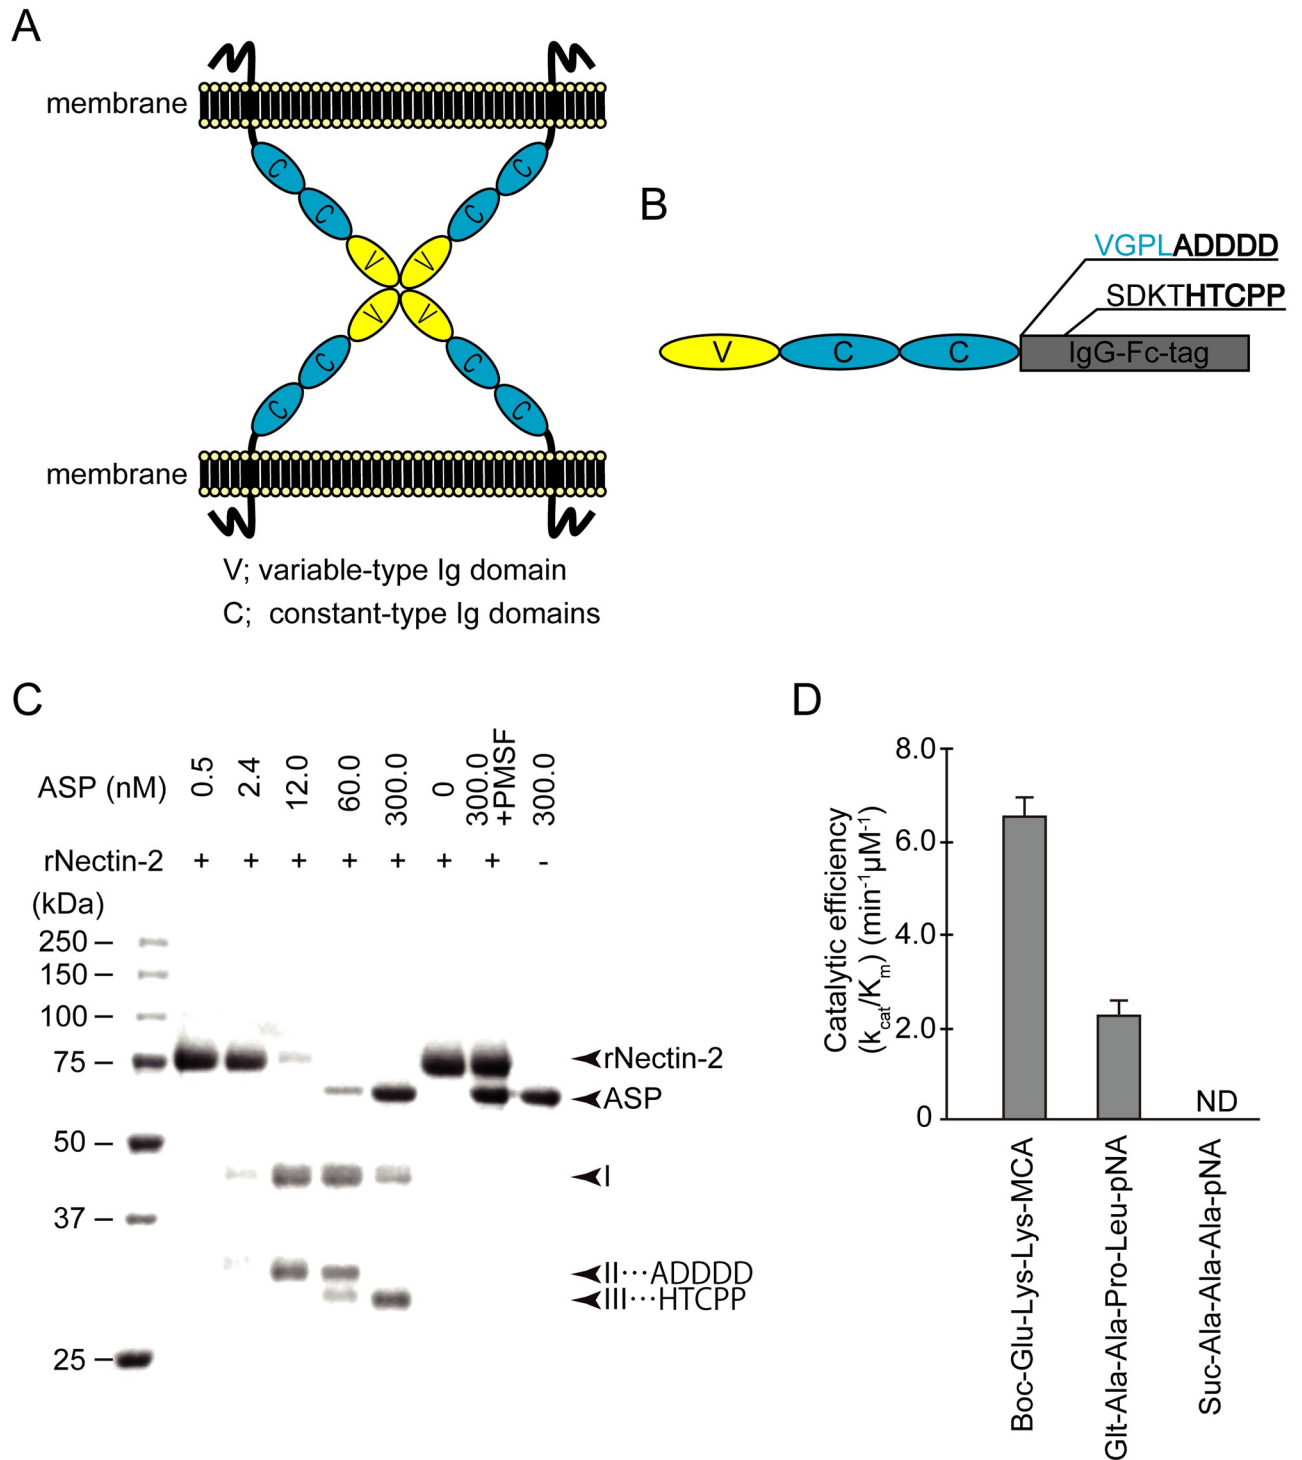 A
membrane
C
C
C
C
V
V
V
V
C
C
C
C
membrane
V; variable-type Ig domain
C; constant-type Ig domains
B
VGPLADDDD
SDKTHTCPP
V
C
C
IgG-Fc-tag
C
ASP (nM)
0.5
2.4
12.0
60.0
300.0
0
300.0
+PMSF
300.0
rNectin-2
+
+
+
+
+
+
+
-
(kDa)
250
150
100
75
50
37
25
rNectin-2
ASP
I
II···ADDDD
III···HTCPP
D
Catalytic efficiency
(kcat/Km) (min-1µM-1)
8.0
6.0
4.0
2.0
0
ND
Boc-Glu-Lys-Lys-MCA
Glt-Ala-Ala-Pro-Leu-pNA
Suc-Ala-Ala-Ala-pNA